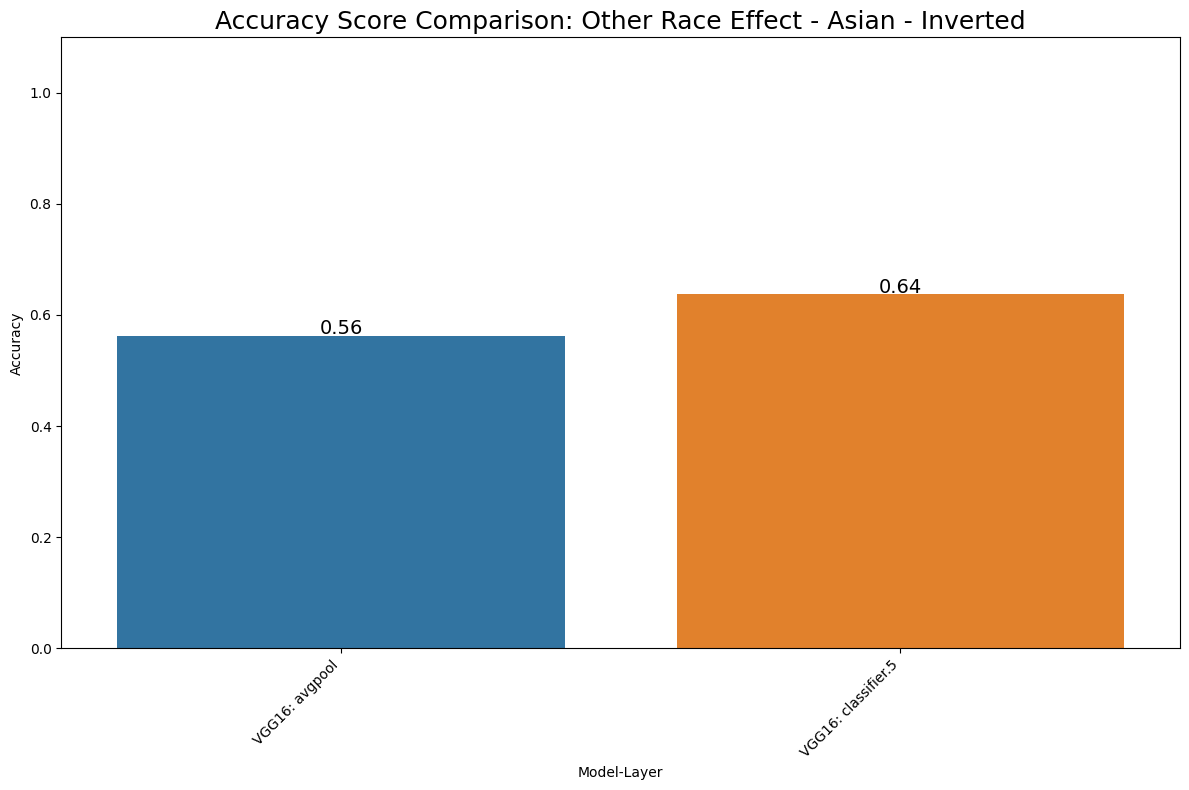 Accuracy Score Comparison: Other Race Effect - Asian - Inverted
Accuracy
1.0
0.8
0.6
0.4
0.2
0.0
0.56
0.64
VGG16: avgpool
VGG16: classifier.5
Model-Layer